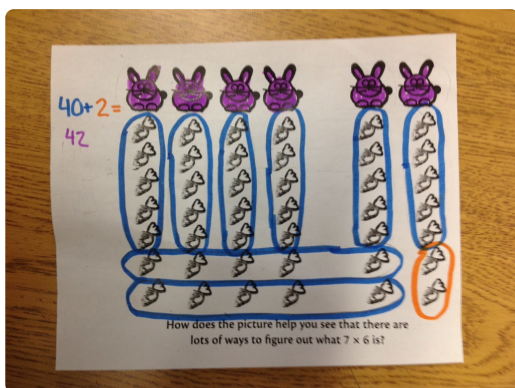 40+2=
42
How does the picture help you see that there are
lots of ways to figure out what 7 × 6 is?